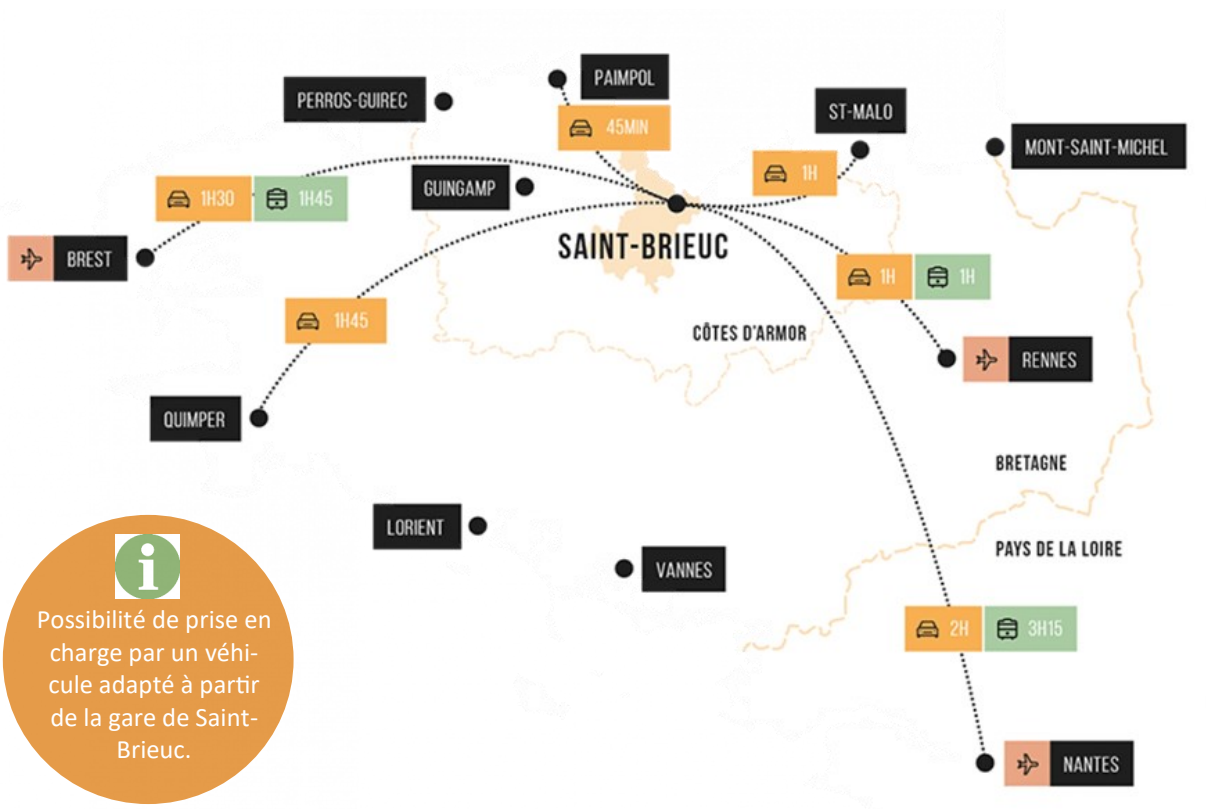 PAIMPOL
PERROS-GUIREC
45MIN
ST-MALO
MONT-SAINT-MICHEL
1H
GUINGAMP
1H30
1H45
SAINT-BRIEUC
BREST
1H
1H
1H45
CÔTES D'ARMOR
RENNES
QUIMPER
BRETAGNE
LORIENT
PAYS DE LA LOIRE
VANNES
i
Possibilité de prise en
charge par un véhi-
cule adapté à partir
de la gare de Saint-
Brieuc.
2H
3H15
NANTES